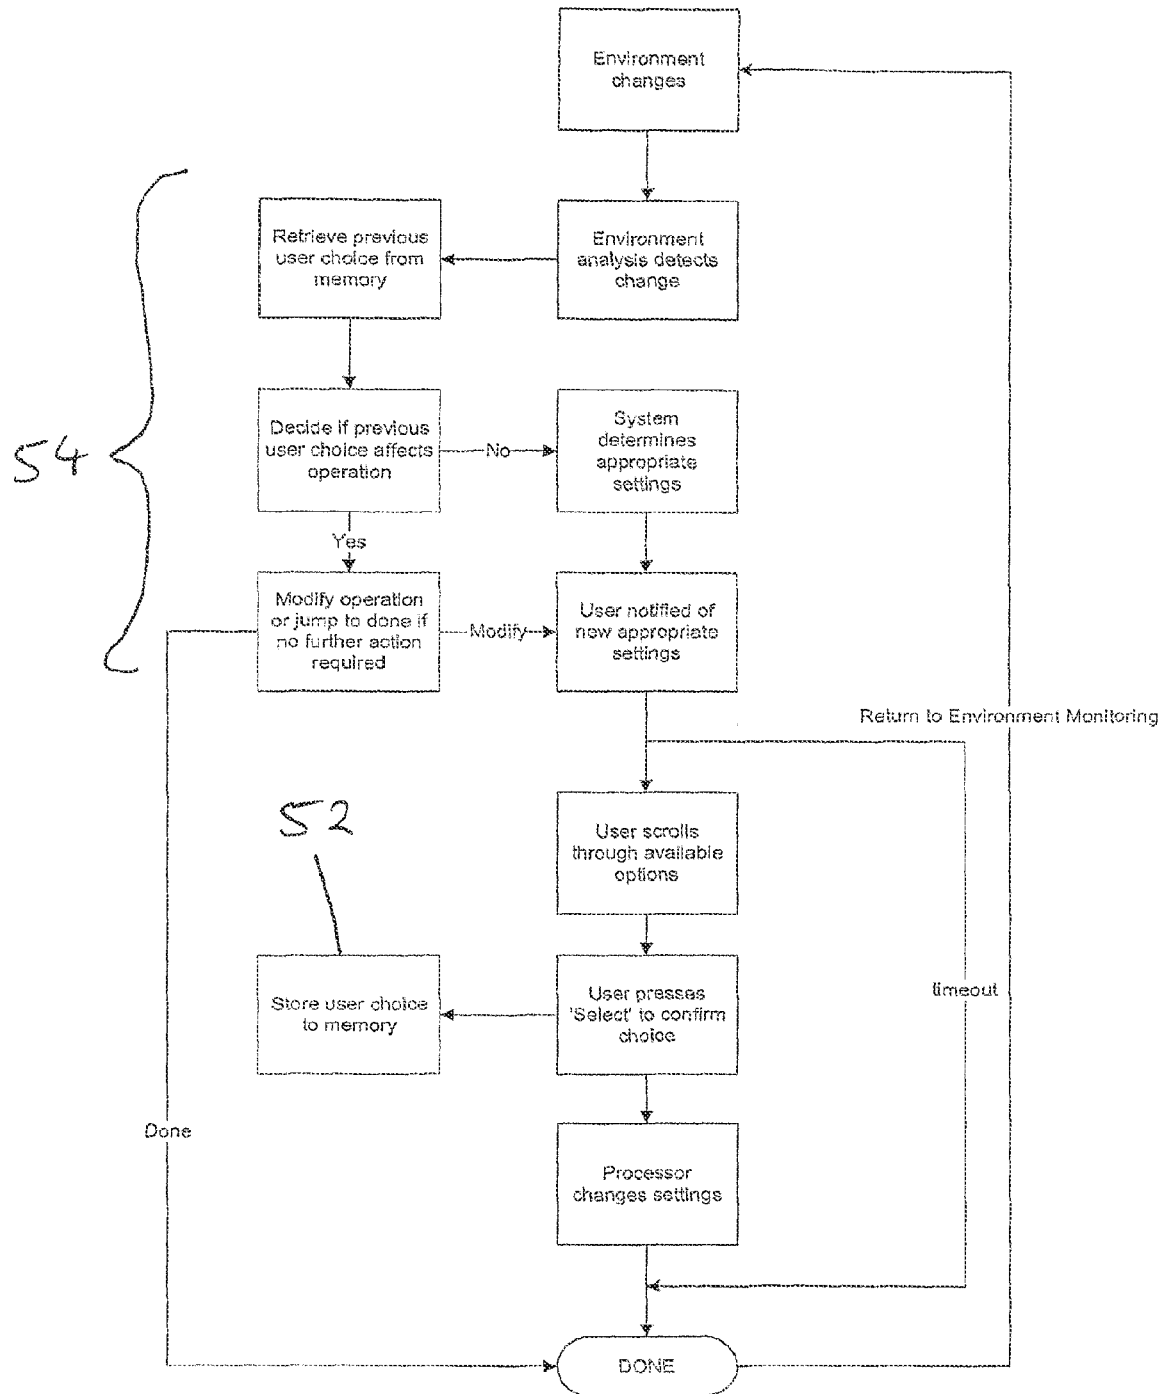 Environment
changes
Retrieve previous
user choice from
memory
Environment
analysis detects
change
54
Decide if previous
user choice affects
operation
No
System
determines
appropriate
settings
Yes
Modify operation
or jump to done if
no further action
required
Modify
User notified of
new appropriate
settings
Return to Environment Monitoring
52
User scrolls
through available
options
Store user choice
to memory
User presses
'Select' to confirm
choice
timeout
Done
Processor
changes settings
DONE